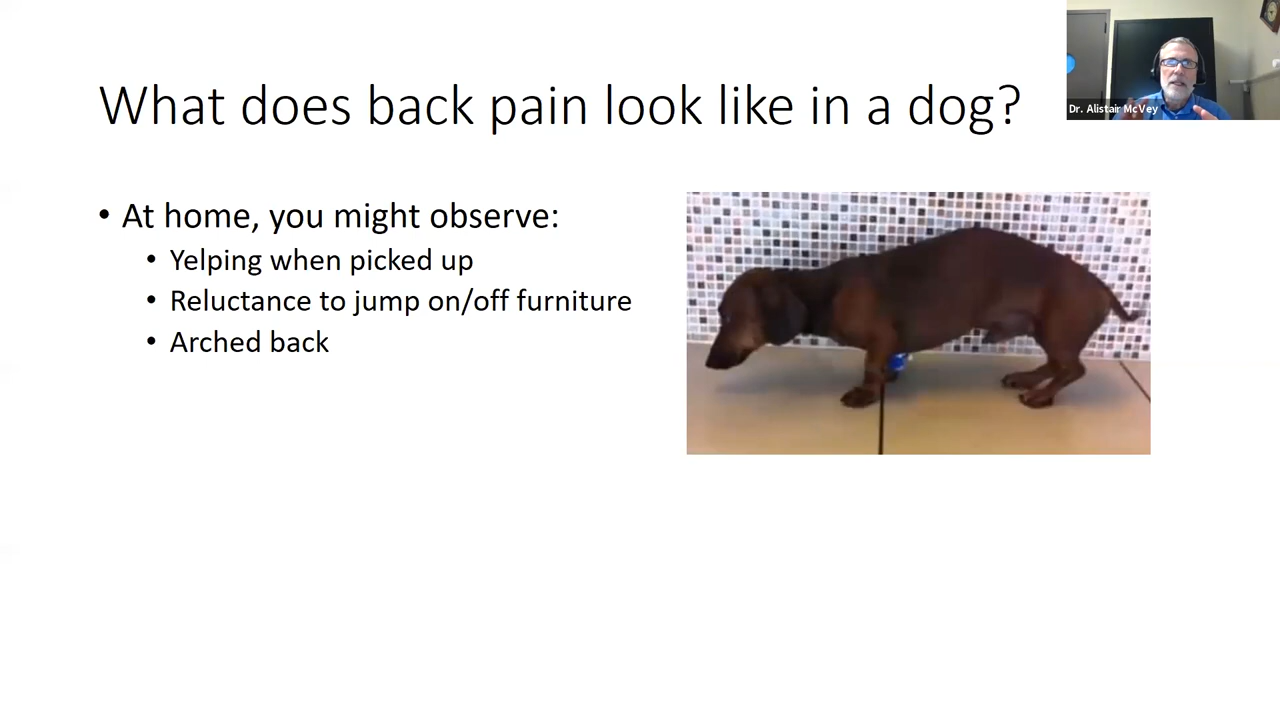 What does back pain look like in a dog?
Dr. Alistair McVey
• At home, you might observe:
• Yelping when picked up
• Reluctance to jump on/off furniture
• Arched back